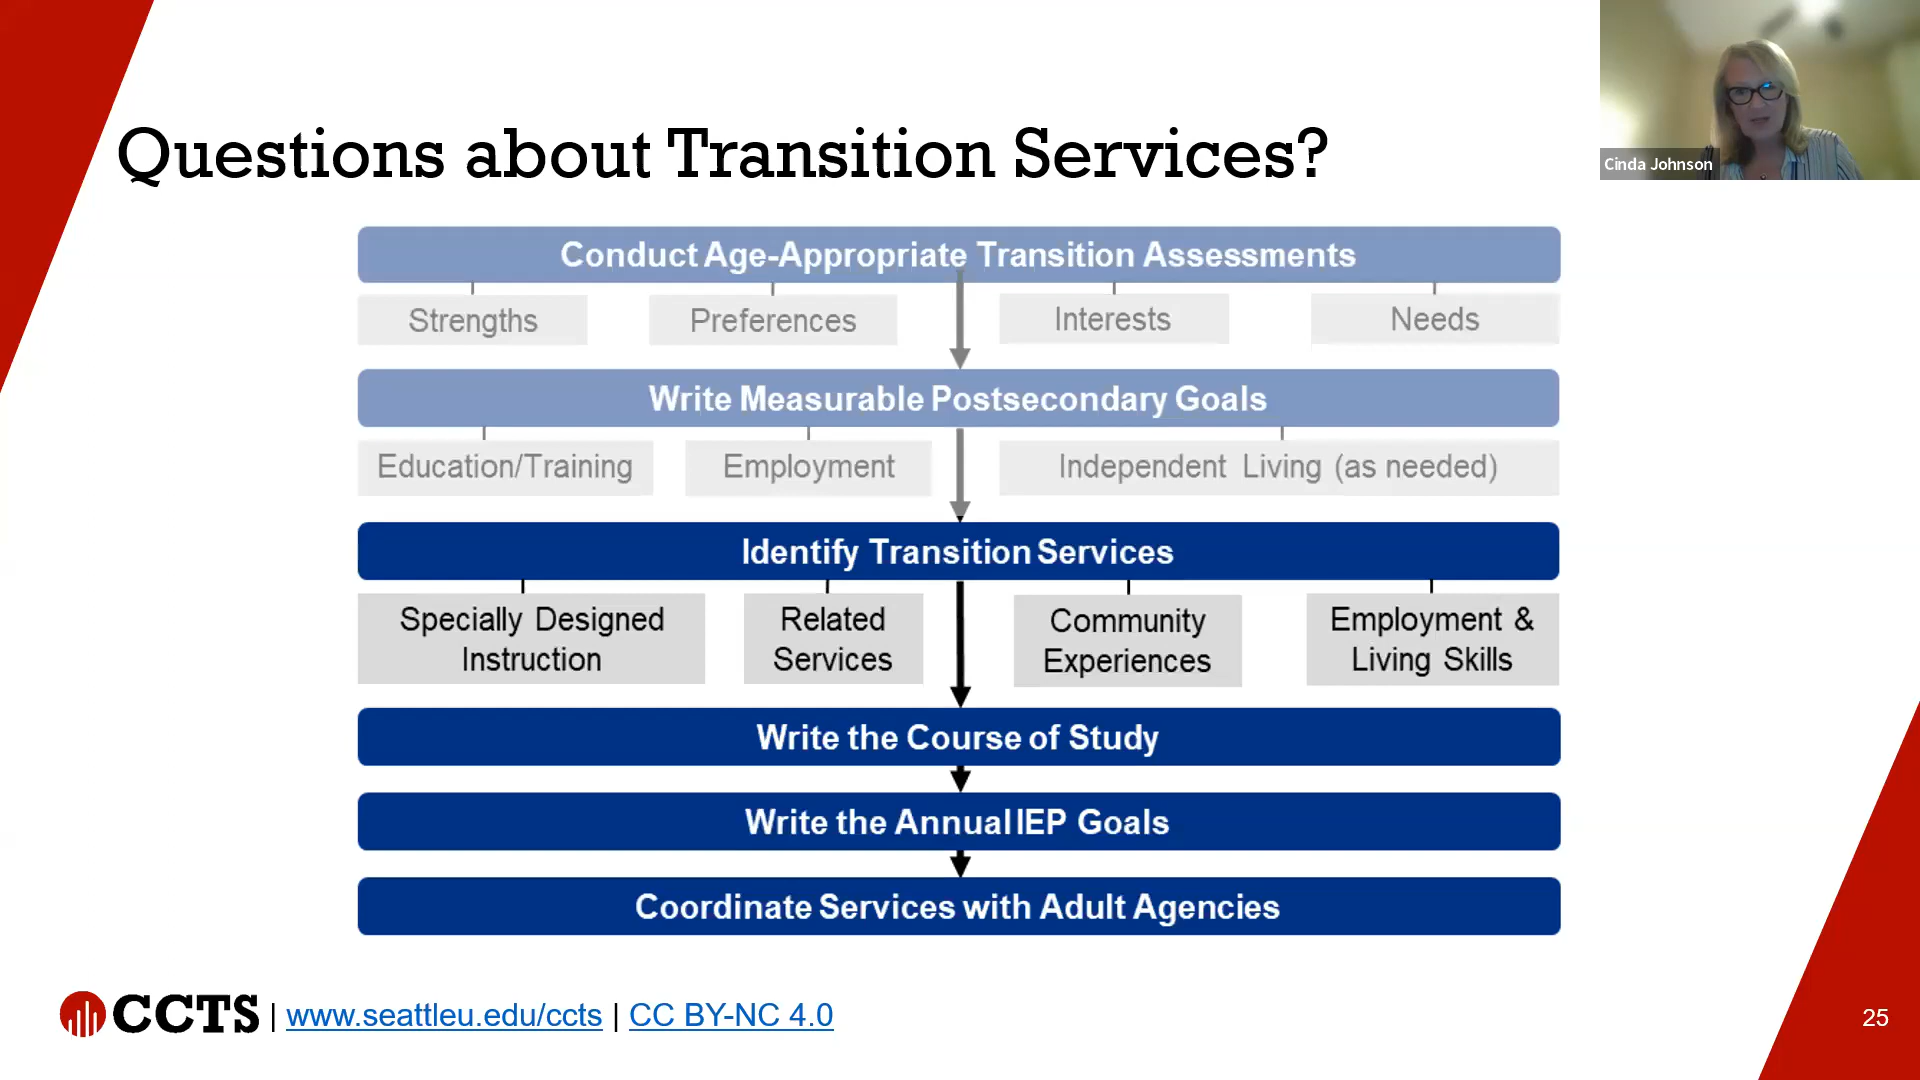 Questions about Transition Services?
Cinda Johnson
Conduct Age-Appropriate Transition Assessments
Strengths
Preferences
Interests
Needs
Write Measurable Postsecondary Goals
Education/Training
Employment
Independent Living (as needed)
Identify Transition Services
Specially Designed
Instruction
Related
Services
Community
Experiences
Employment &
Living Skills
Write the Course of Study
Write the Annual IEP Goals
Coordinate Services with Adult Agencies
CCTS | www.seattleu.edu/ccts | CC BY-NC 4.0
25